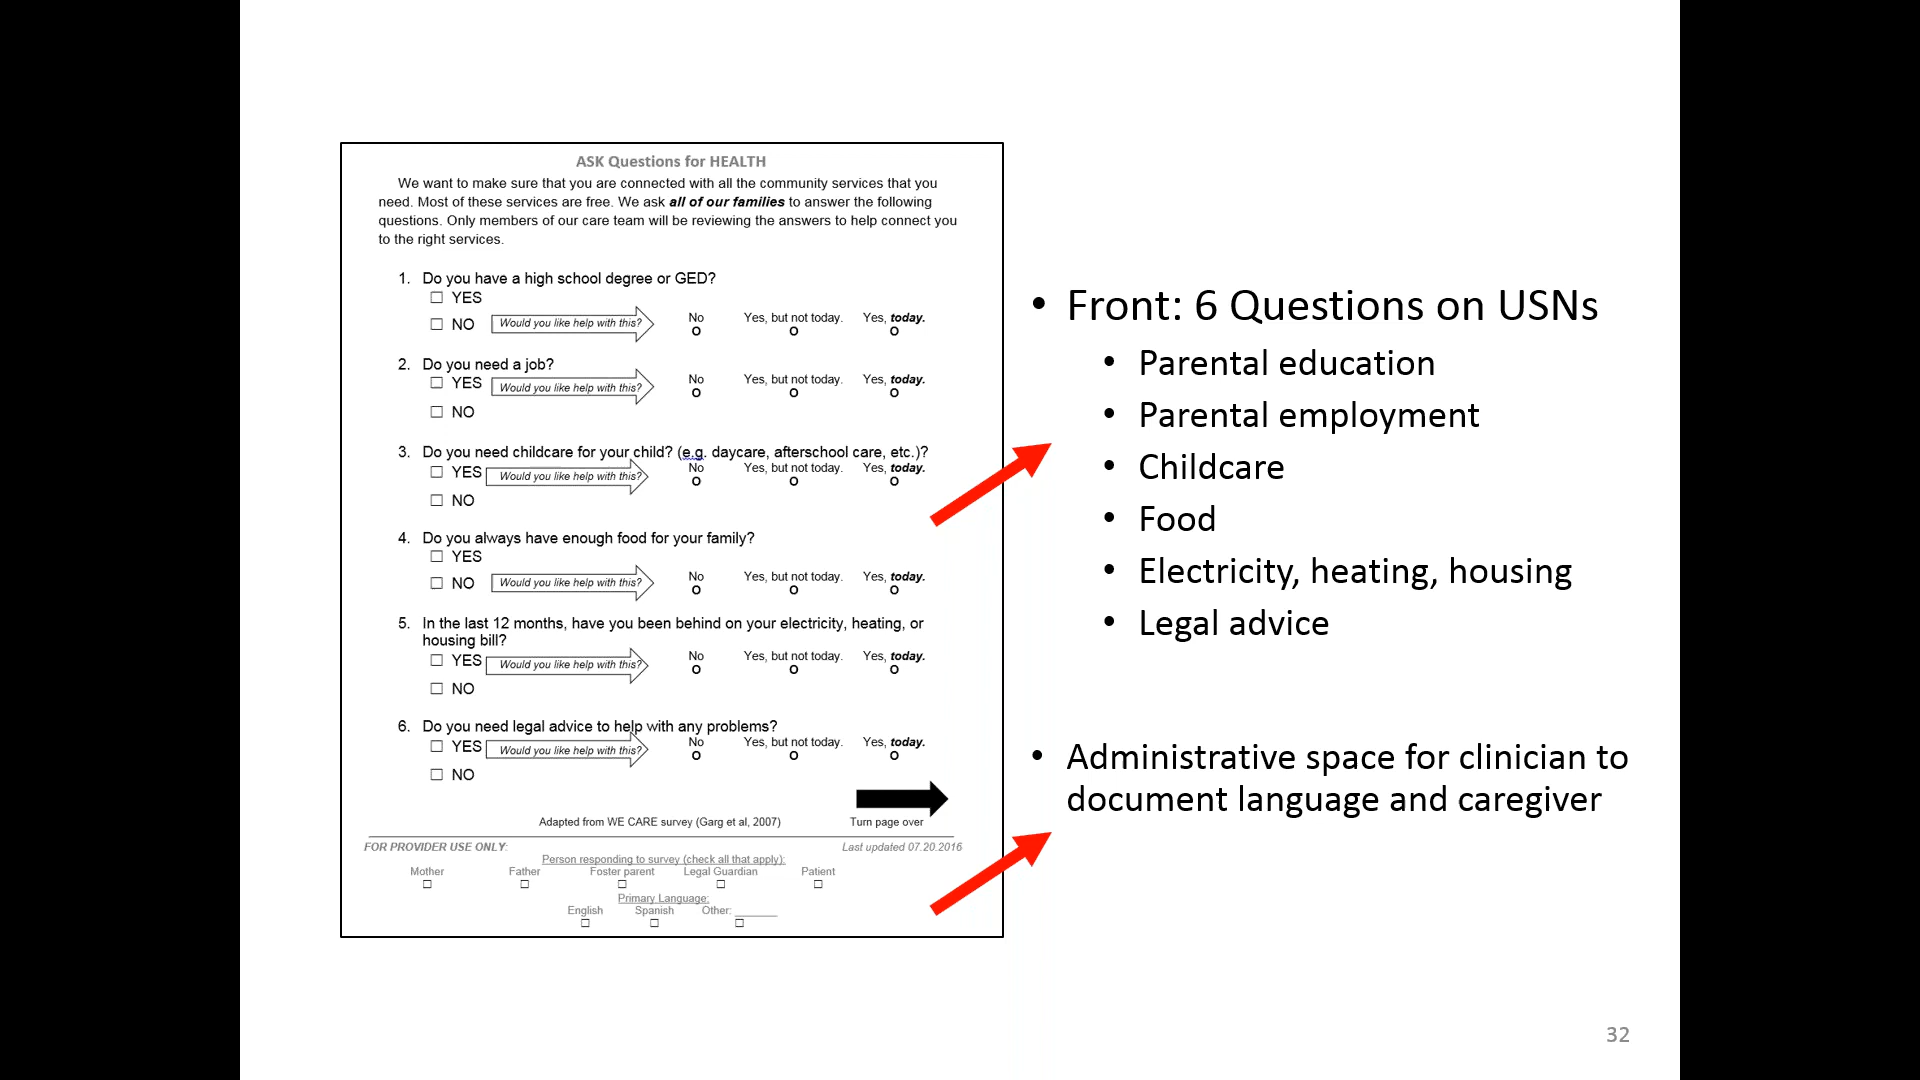 ASK Questions for HEALTH
We want to make sure that you are connected with all the community services that you
need. Most of these services are free. We ask all of our families to answer the following
questions. Only members of our care team will be reviewing the answers to help connect you
to the right services.
1. Do you have a high school degree or GED?
☐ YES
☐ NO Would you like help with this? No Yes, but not today. Yes, today.
O O O
2. Do you need a job?
☐ YES Would you like help with this? No Yes, but not today. Yes, today.
O O O
☐ NO
3. Do you need childcare for your child? (e.g. daycare, afterschool care, etc.)?
☐ YES Would you like help with this? No Yes, but not today. Yes, today.
O O O
☐ NO
4. Do you always have enough food for your family?
☐ YES
☐ NO Would you like help with this? No Yes, but not today. Yes, today.
O O O
5. In the last 12 months, have you been behind on your electricity, heating, or
housing bill?
☐ YES Would you like help with this? No Yes, but not today. Yes, today.
O O O
☐ NO
6. Do you need legal advice to help with any problems?
☐ YES Would you like help with this? No Yes, but not today. Yes, today.
O O O
☐ NO
Adapted from WE CARE survey (Garg et al, 2007) Turn page over
FOR PROVIDER USE ONLY: Last updated 07.20.2016
Person responding to survey (check all that apply):
Mother Father Foster parent Legal Guardian Patient
☐ ☐ ☐ ☐ ☐
Primary Language:
English Spanish Other: _______
☐ ☐ ☐
• Front: 6 Questions on USNs
• Parental education
• Parental employment
• Childcare
• Food
• Electricity, heating, housing
• Legal advice
• Administrative space for clinician to
document language and caregiver
32